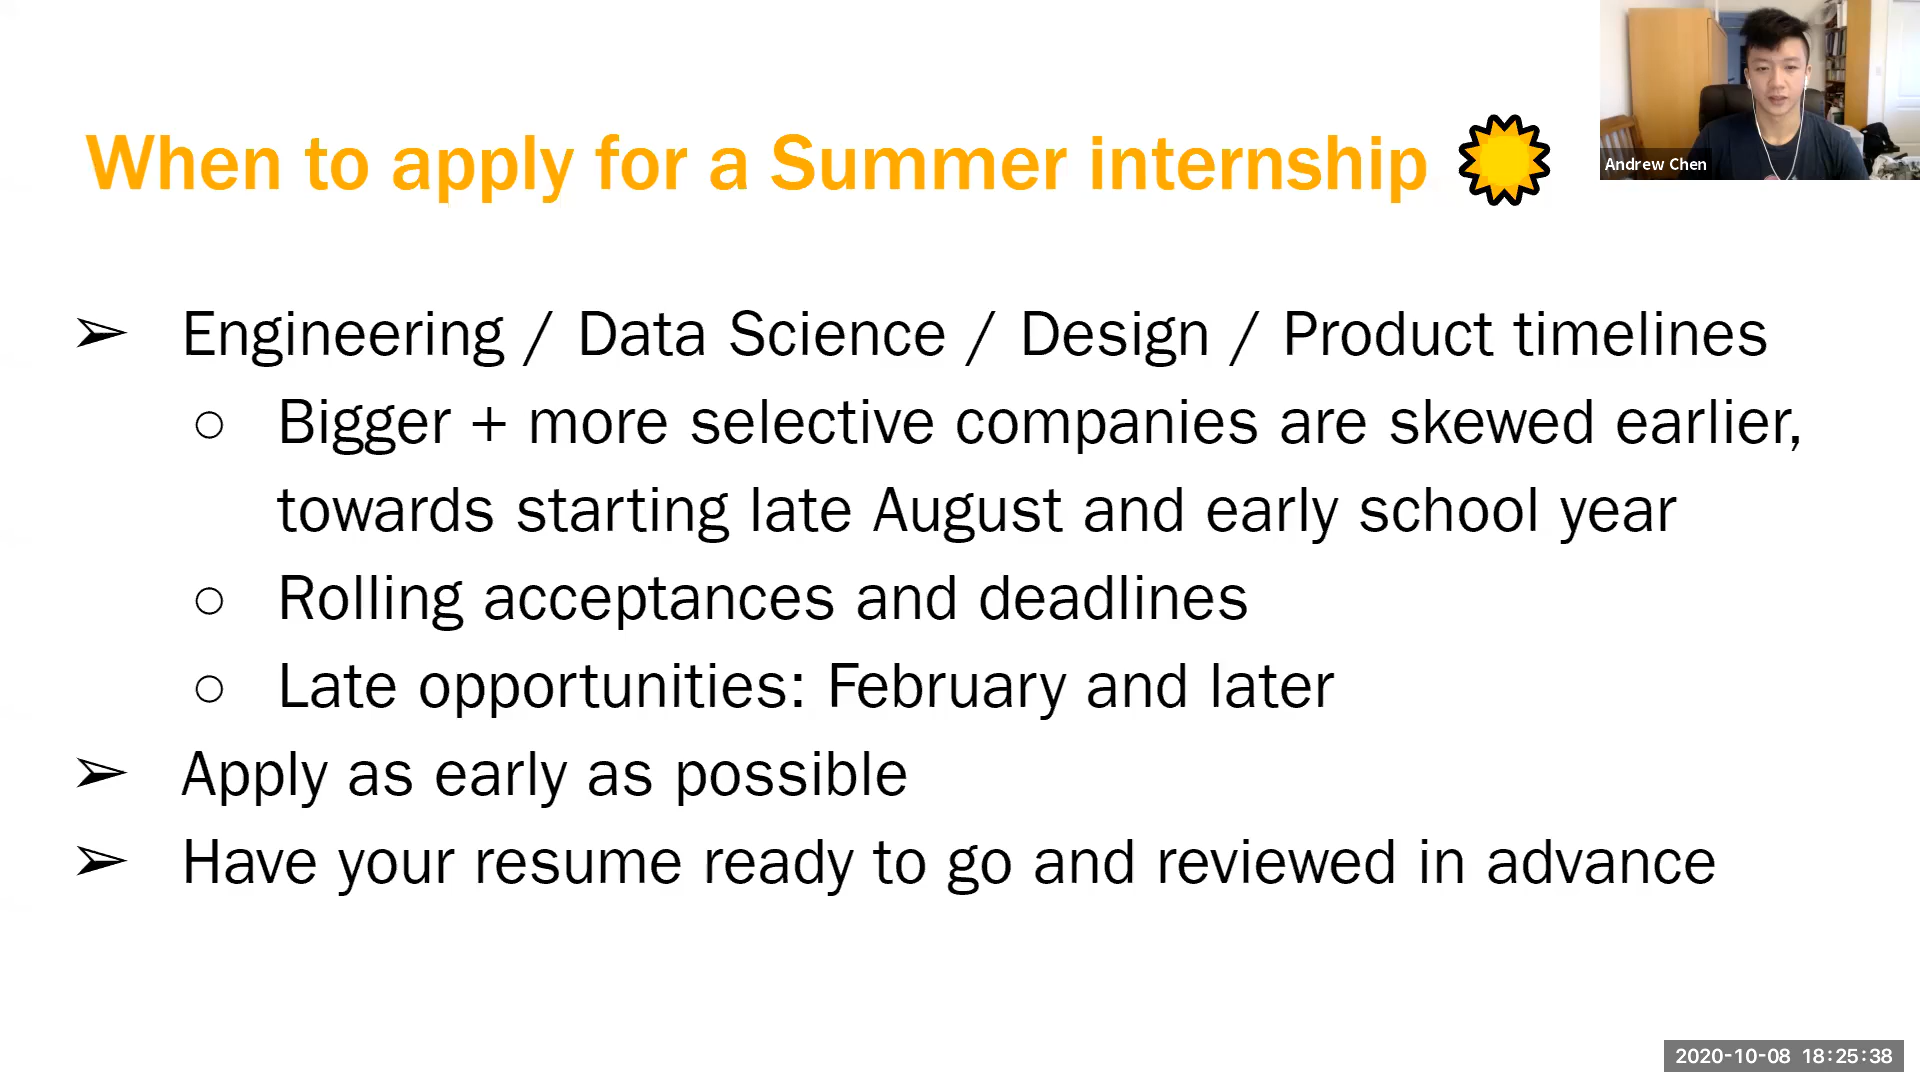 When to apply for a Summer internship
Andrew Chen
➢ Engineering / Data Science / Design / Product timelines
○ Bigger + more selective companies are skewed earlier,
towards starting late August and early school year
○ Rolling acceptances and deadlines
○ Late opportunities: February and later
➢ Apply as early as possible
➢ Have your resume ready to go and reviewed in advance
2020-10-08 18:25:38